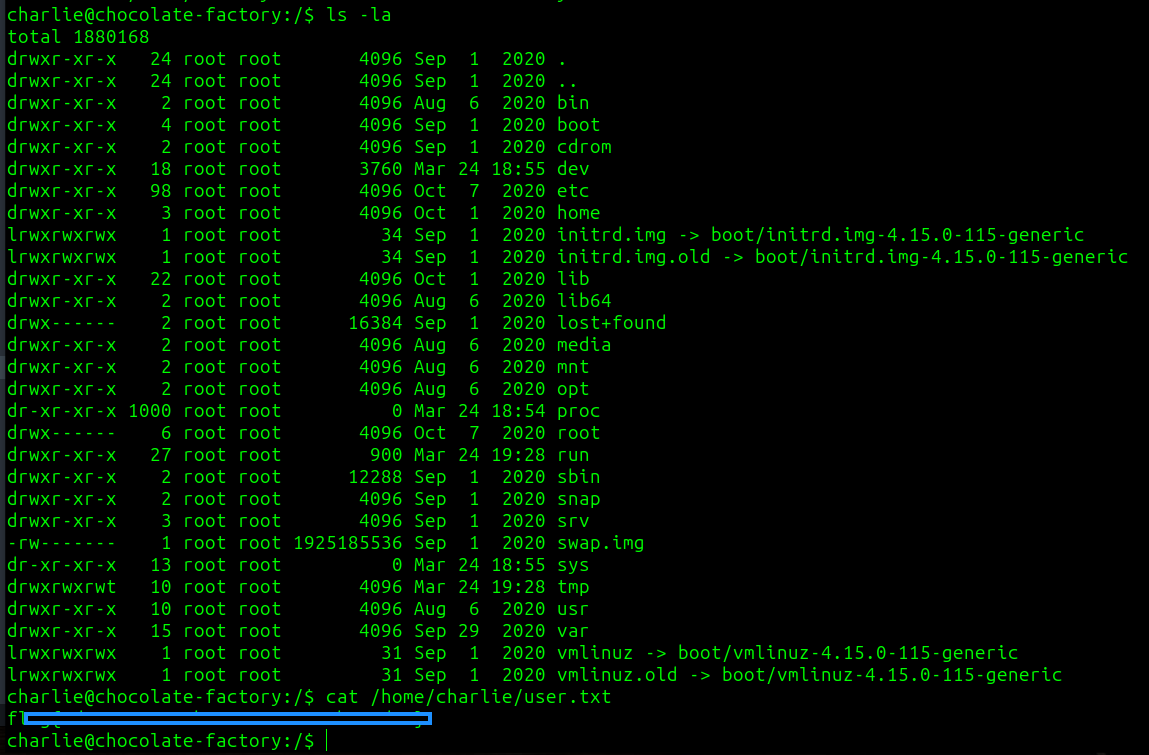 charlie@chocolate-factory:/$ ls -la
total 1880168
drwxr-xr-x   24 root root       4096 Sep  1  2020 .
drwxr-xr-x   24 root root       4096 Sep  1  2020 ..
drwxr-xr-x    2 root root       4096 Aug  6  2020 bin
drwxr-xr-x    4 root root       4096 Sep  1  2020 boot
drwxr-xr-x    2 root root       4096 Sep  1  2020 cdrom
drwxr-xr-x   18 root root       3760 Mar 24 18:55 dev
drwxr-xr-x   98 root root       4096 Oct  7  2020 etc
drwxr-xr-x    3 root root       4096 Oct  1  2020 home
lrwxrwxrwx    1 root root         34 Sep  1  2020 initrd.img -> boot/initrd.img-4.15.0-115-generic
lrwxrwxrwx    1 root root         34 Sep  1  2020 initrd.img.old -> boot/initrd.img-4.15.0-115-generic
drwxr-xr-x   22 root root       4096 Oct  1  2020 lib
drwxr-xr-x    2 root root       4096 Aug  6  2020 lib64
drwx------    2 root root      16384 Sep  1  2020 lost+found
drwxr-xr-x    2 root root       4096 Aug  6  2020 media
drwxr-xr-x    2 root root       4096 Aug  6  2020 mnt
drwxr-xr-x    2 root root       4096 Aug  6  2020 opt
dr-xr-xr-x 1000 root root          0 Mar 24 18:54 proc
drwx------    6 root root       4096 Oct  7  2020 root
drwxr-xr-x   27 root root        900 Mar 24 19:28 run
drwxr-xr-x    2 root root      12288 Sep  1  2020 sbin
drwxr-xr-x    2 root root       4096 Sep  1  2020 snap
drwxr-xr-x    3 root root       4096 Sep  1  2020 srv
-rw-------    1 root root 1925185536 Sep  1  2020 swap.img
dr-xr-xr-x   13 root root          0 Mar 24 18:55 sys
drwxrwxrwt   10 root root       4096 Mar 24 19:28 tmp
drwxr-xr-x   10 root root       4096 Aug  6  2020 usr
drwxr-xr-x   15 root root       4096 Sep 29  2020 var
lrwxrwxrwx    1 root root         31 Sep  1  2020 vmlinuz -> boot/vmlinuz-4.15.0-115-generic
lrwxrwxrwx    1 root root         31 Sep  1  2020 vmlinuz.old -> boot/vmlinuz-4.15.0-115-generic
charlie@chocolate-factory:/$ cat /home/charlie/user.txt
charlie@chocolate-factory:/$